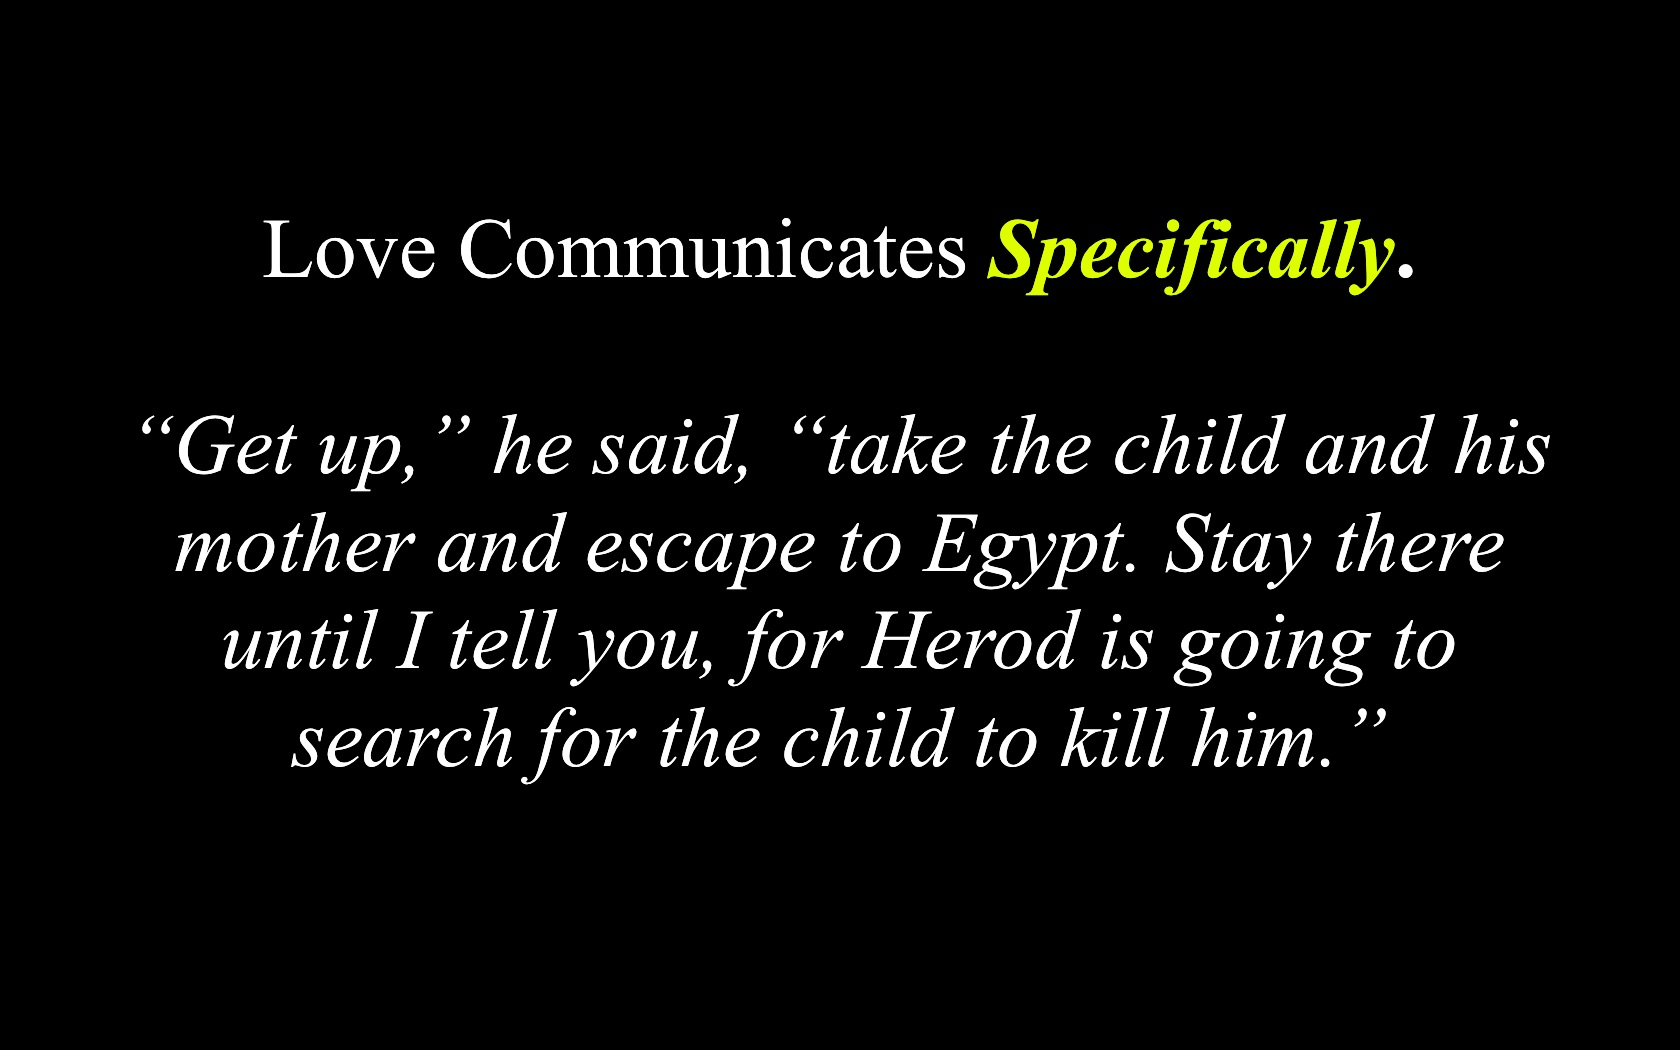 Love Communicates Specifically.
“Get up,” he said, “take the child and his
mother and escape to Egypt. Stay there
until I tell you, for Herod is going to
search for the child to kill him.”